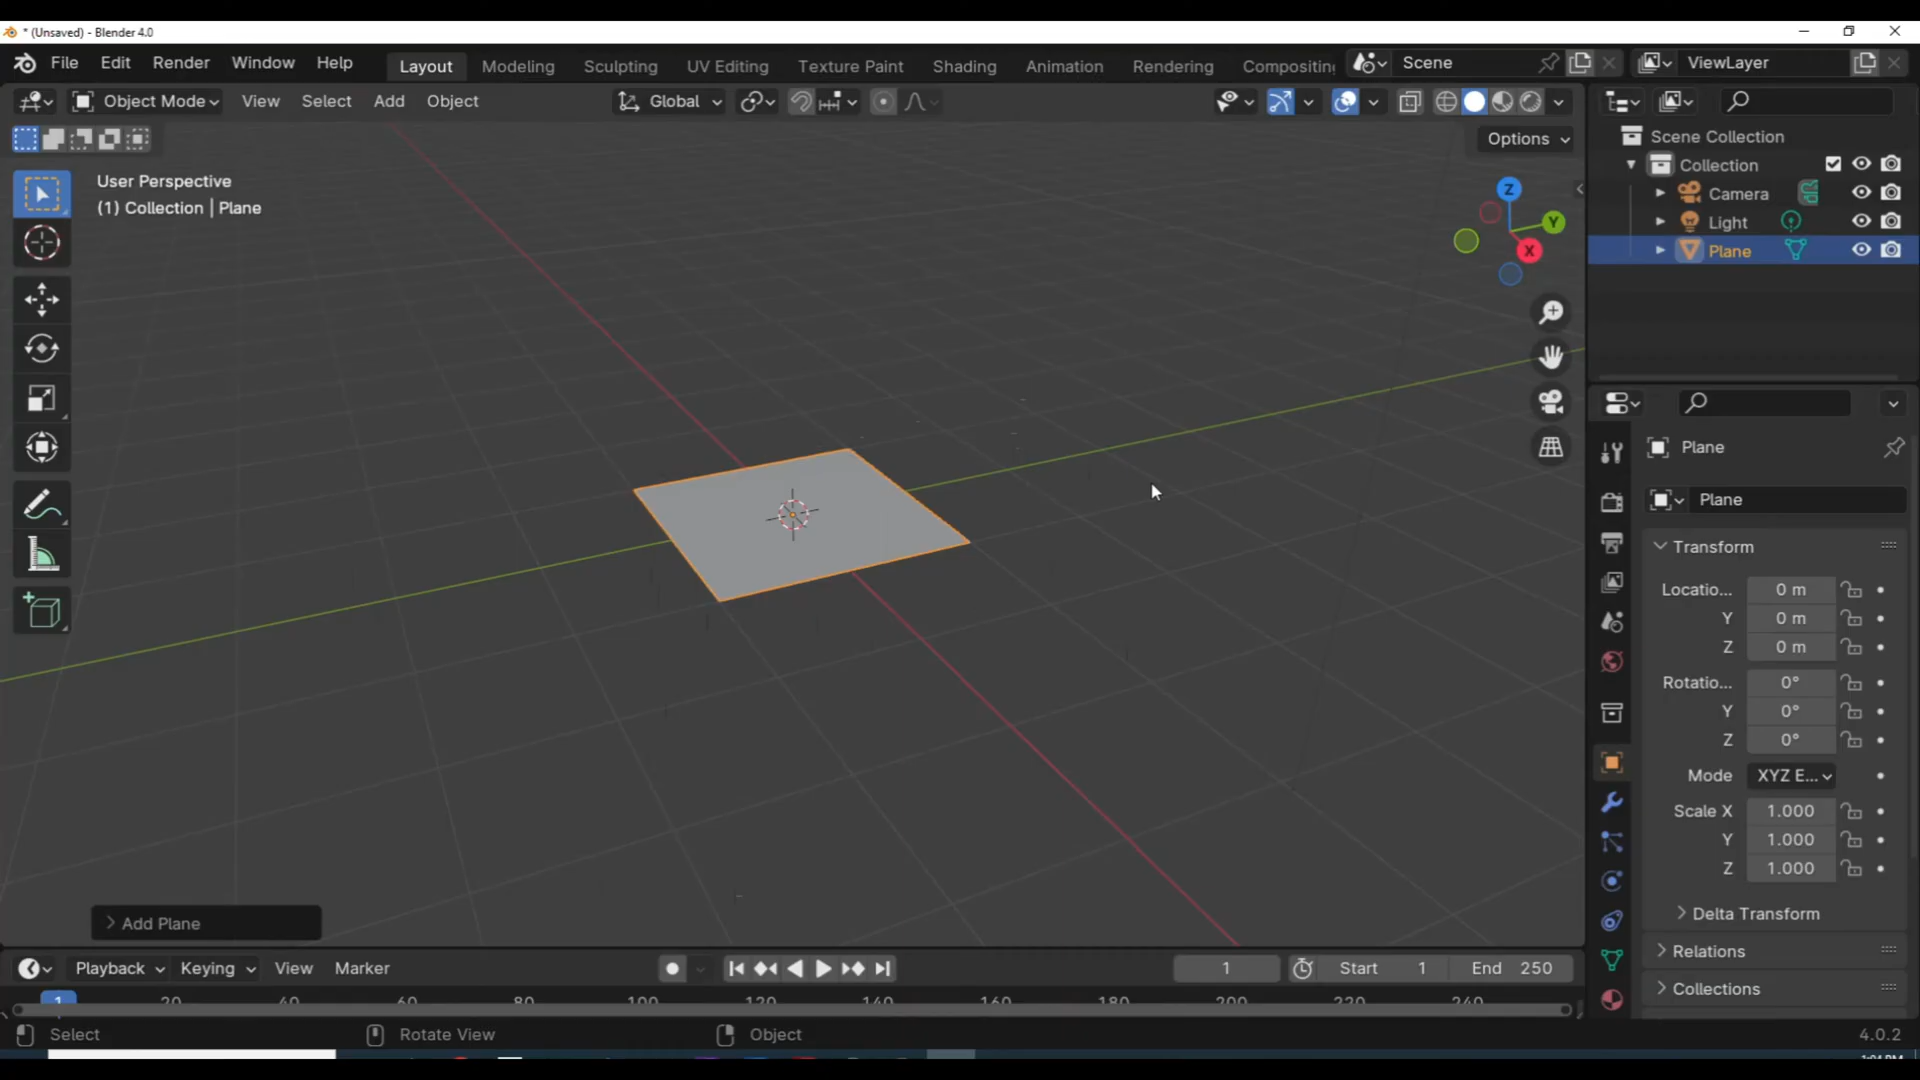 * (Unsaved) - Blender 4.0
File Edit Render Window Help
Layout Modeling Sculpting UV Editing Texture Paint Shading Animation Rendering Compositin
Scene
ViewLayer
Object Mode View Select Add Object
Global
Options
User Perspective
(1) Collection | Plane
Z
Y
X
Scene Collection
Collection
Camera
Light
Plane
Plane
Plane
Transform
Locatio... 0 m
Y 0 m
Z 0 m
Rotatio... 0°
Y 0°
Z 0°
Mode XYZ E...
Scale X 1.000
Y 1.000
Z 1.000
Delta Transform
Relations
Collections
Add Plane
Playback Keying View Marker
1
Start 1
End 250
1 20 40 60 80 100 120 140 160 180 200 220 240
Select
Rotate View
Object
4.0.2